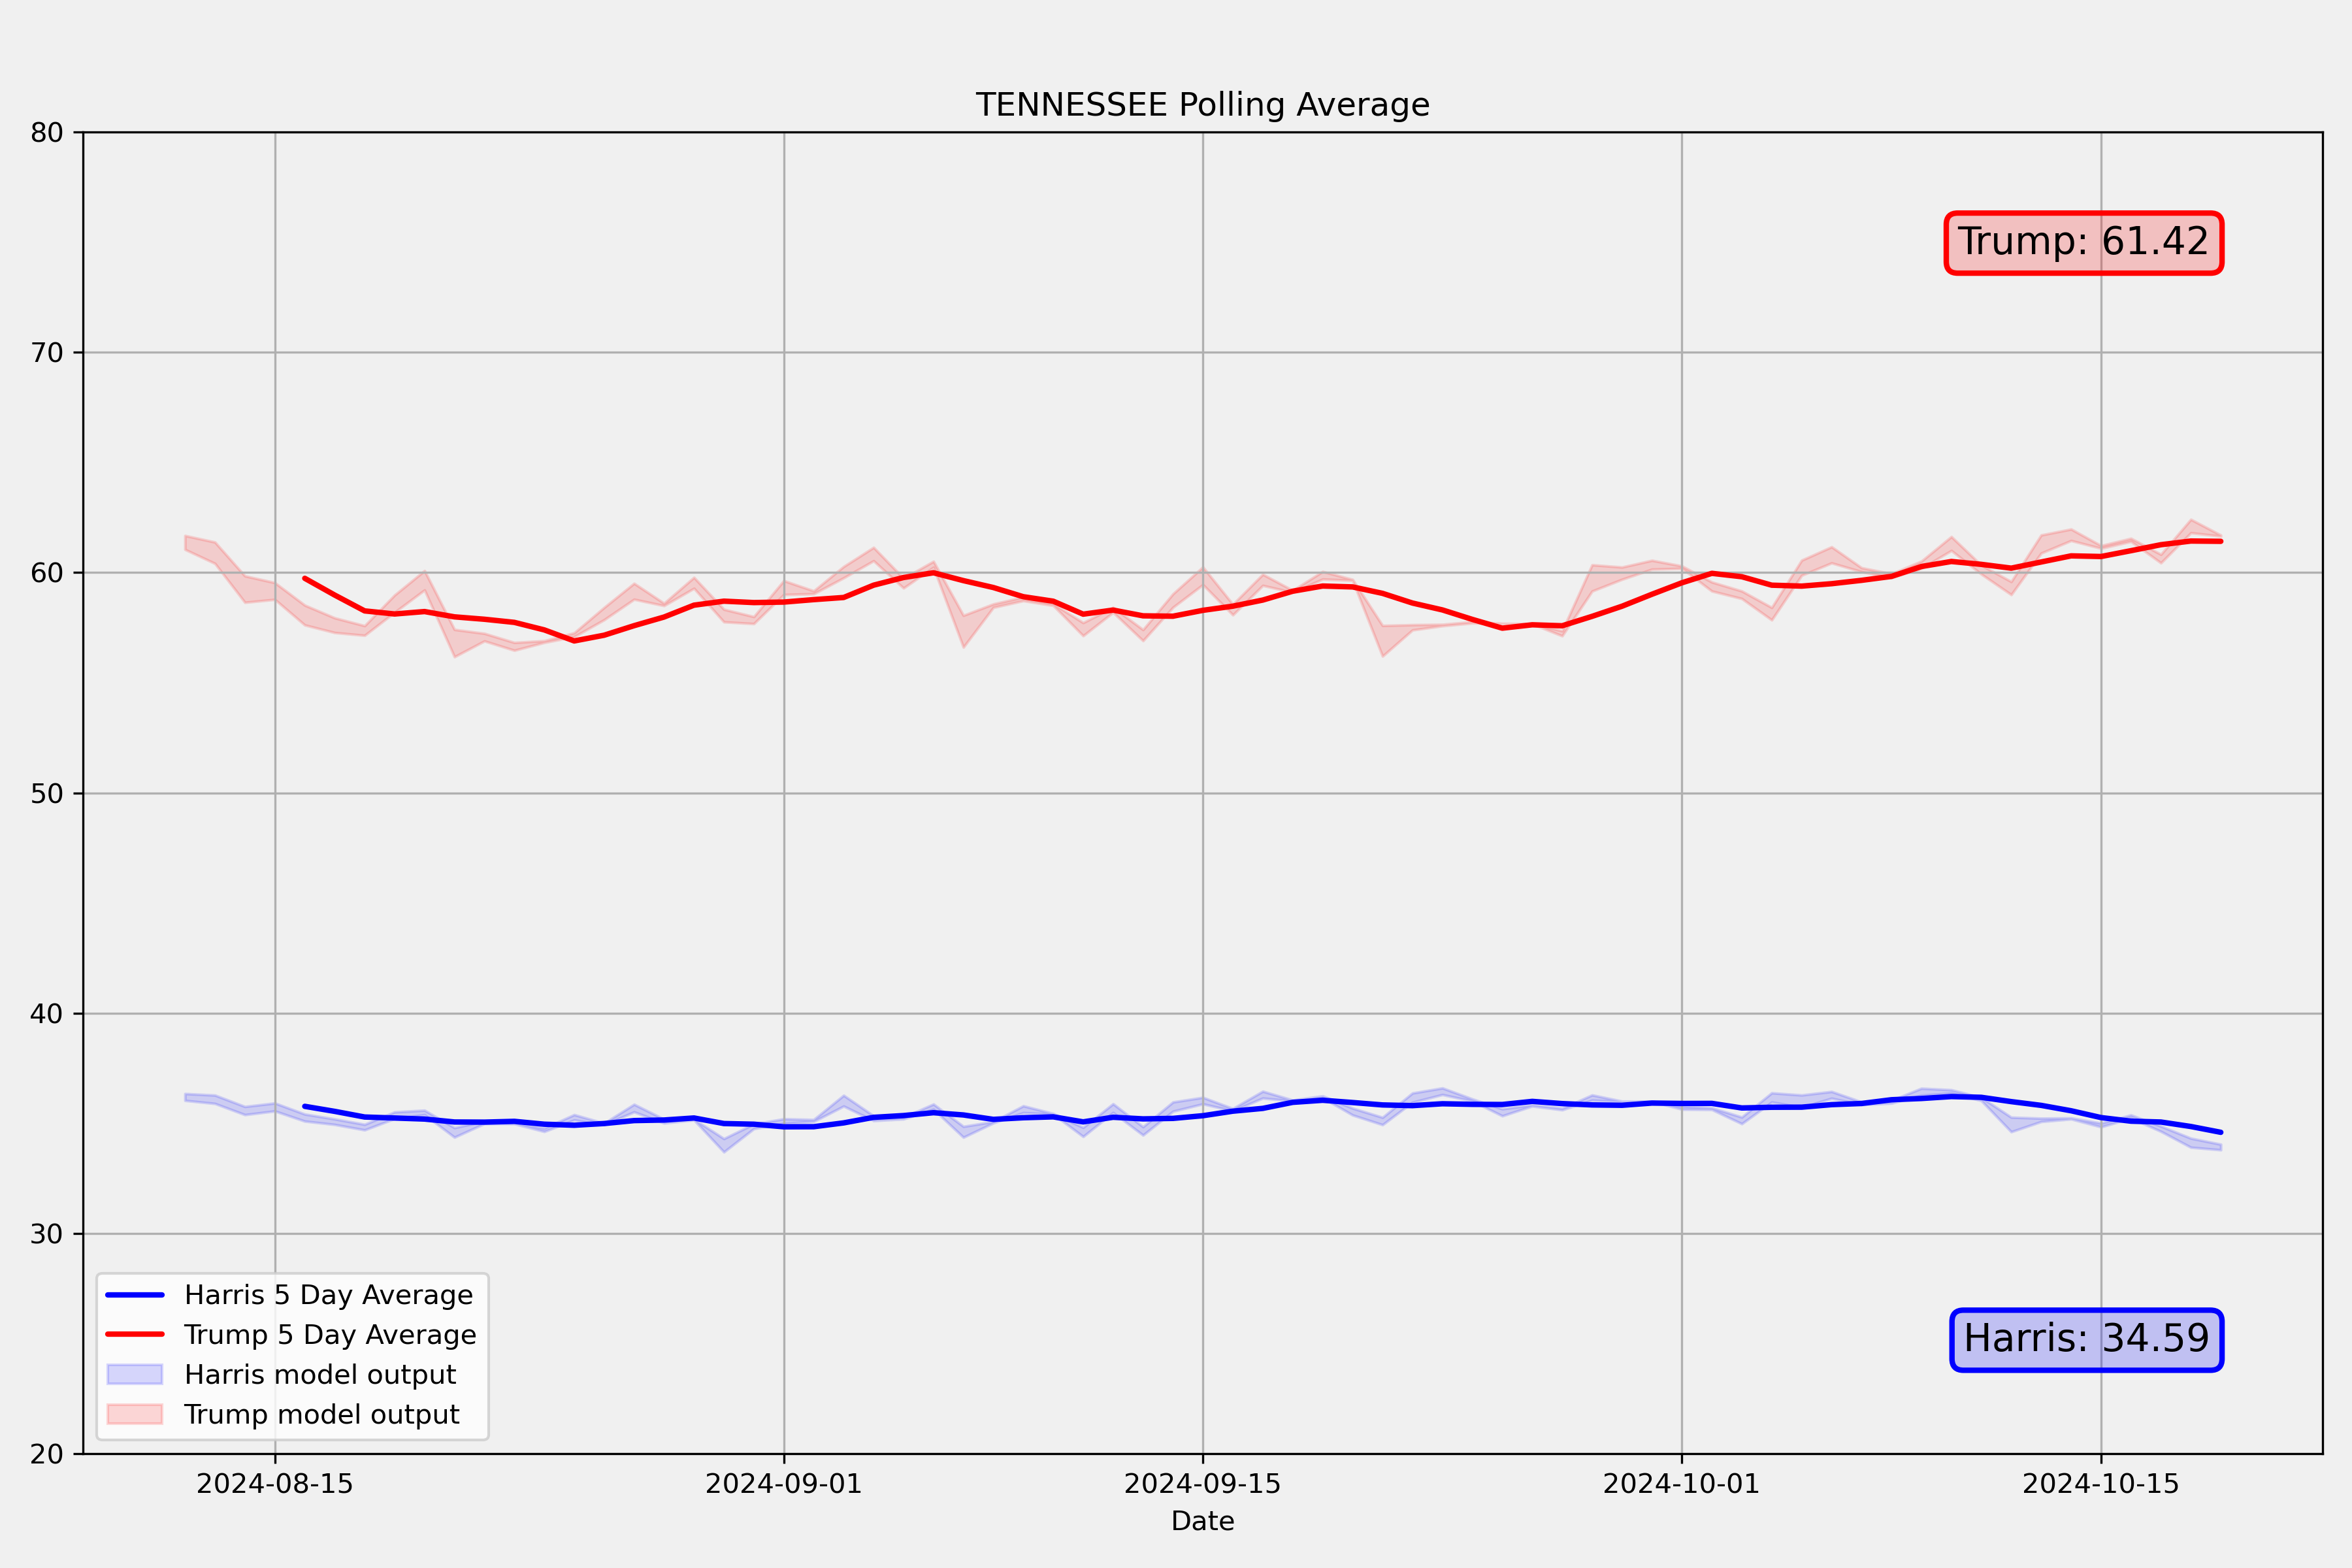 TENNESSEE Polling Average
80
70
60
50
40
30
20
Trump: 61.42
Harris: 34.59
Harris 5 Day Average
Trump 5 Day Average
Harris model output
Trump model output
2024-08-15
2024-09-01
2024-09-15
2024-10-01
2024-10-15
Date